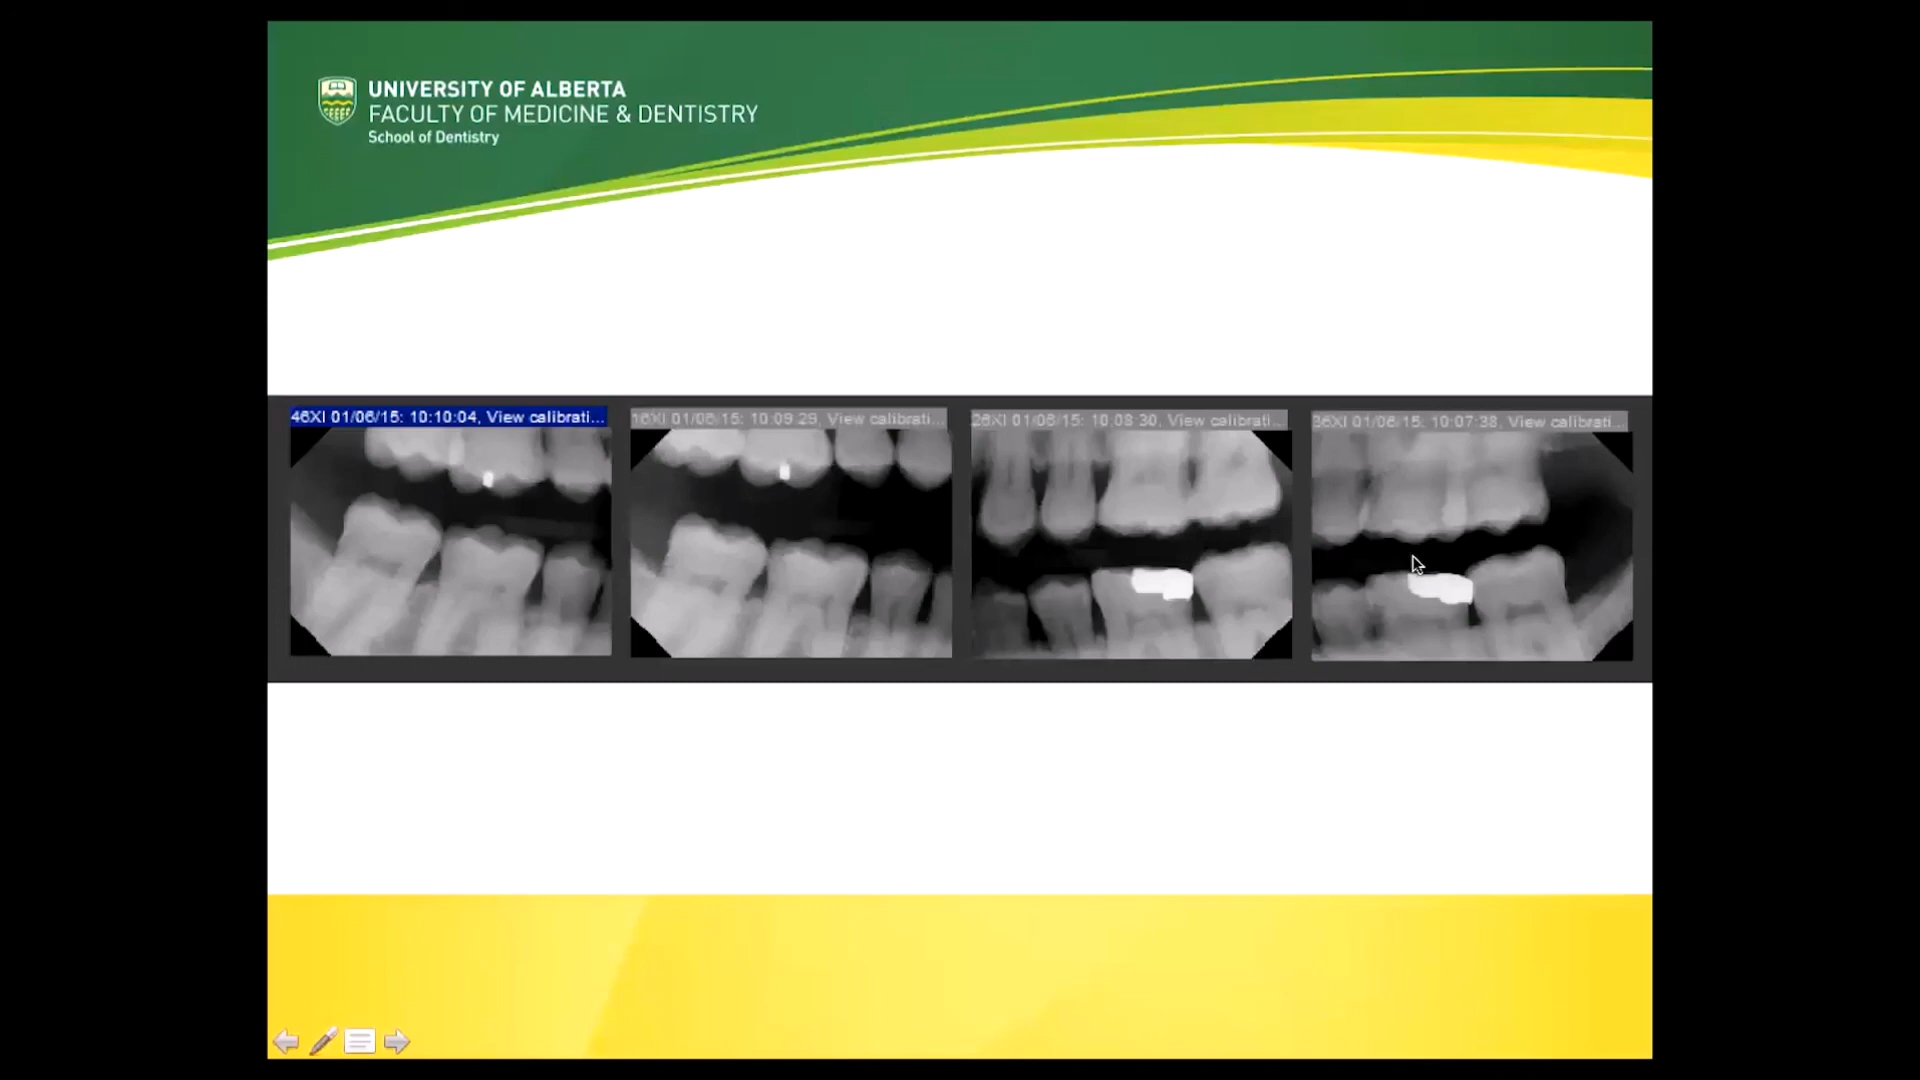 UNIVERSITY OF ALBERTA
FACULTY OF MEDICINE & DENTISTRY
School of Dentistry
46XI 01/06/15: 10:10:04, View calibrati...
16XI 01/06/15: 10:09:29, View calibrati...
26XI 01/06/15: 10:08:30, View calibrati...
36XI 01/06/15: 10:07:38, View calibrati...